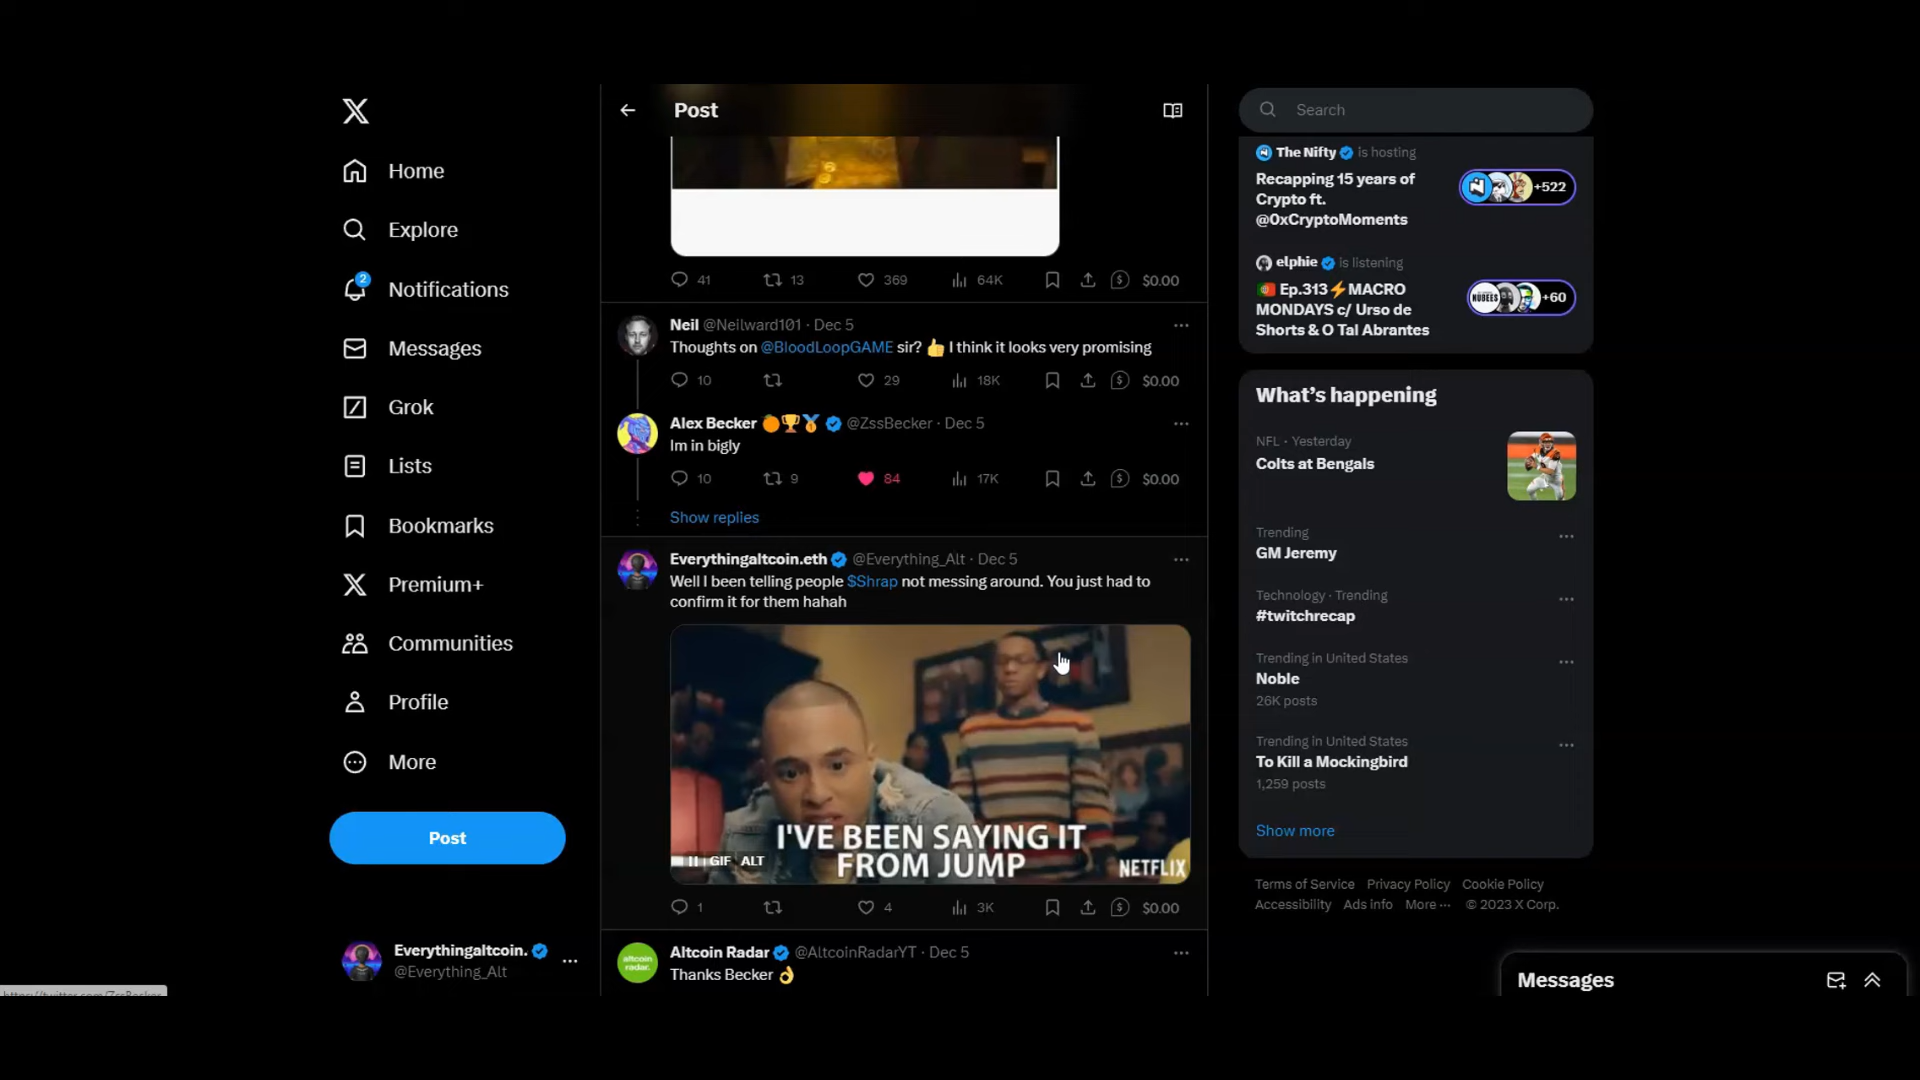 Home
Explore
2
Notifications
Messages
Grok
Lists
Bookmarks
Premium+
Communities
Profile
More
Post
Everythingaltcoin.
@Everything_Alt
Post
41 13 369 64K $0.00
Neil @Neilward101 · Dec 5
Thoughts on @BloodLoopGAME sir? 👍 I think it looks very promising
10 29 18K $0.00
Alex Becker 🍊🏆🥇 @ZssBecker · Dec 5
Im in bigly
10 9 84 17K $0.00
Show replies
Everythingaltcoin.eth @Everything_Alt · Dec 5
Well I been telling people $Shrap not messing around. You just had to
confirm it for them hahah
I'VE BEEN SAYING IT
FROM JUMP
GIF ALT
NETFLIX
1 4 3K $0.00
altcoin
radar.
Altcoin Radar @AltcoinRadarYT · Dec 5
Thanks Becker 👌
Search
The Nifty is hosting
Recapping 15 years of
Crypto ft.
@0xCryptoMoments
+522
elphie is listening
🇵🇹 Ep.313⚡MACRO
MONDAYS c/ Urso de
Shorts & O Tal Abrantes
NUBEES
+60
What's happening
NFL · Yesterday
Colts at Bengals
Trending
GM Jeremy
Technology · Trending
#twitchrecap
Trending in United States
Noble
26K posts
Trending in United States
To Kill a Mockingbird
1,259 posts
Show more
Terms of Service Privacy Policy Cookie Policy
Accessibility Ads info More ··· © 2023 X Corp.
Messages
https://twitter.com/ZssBecker